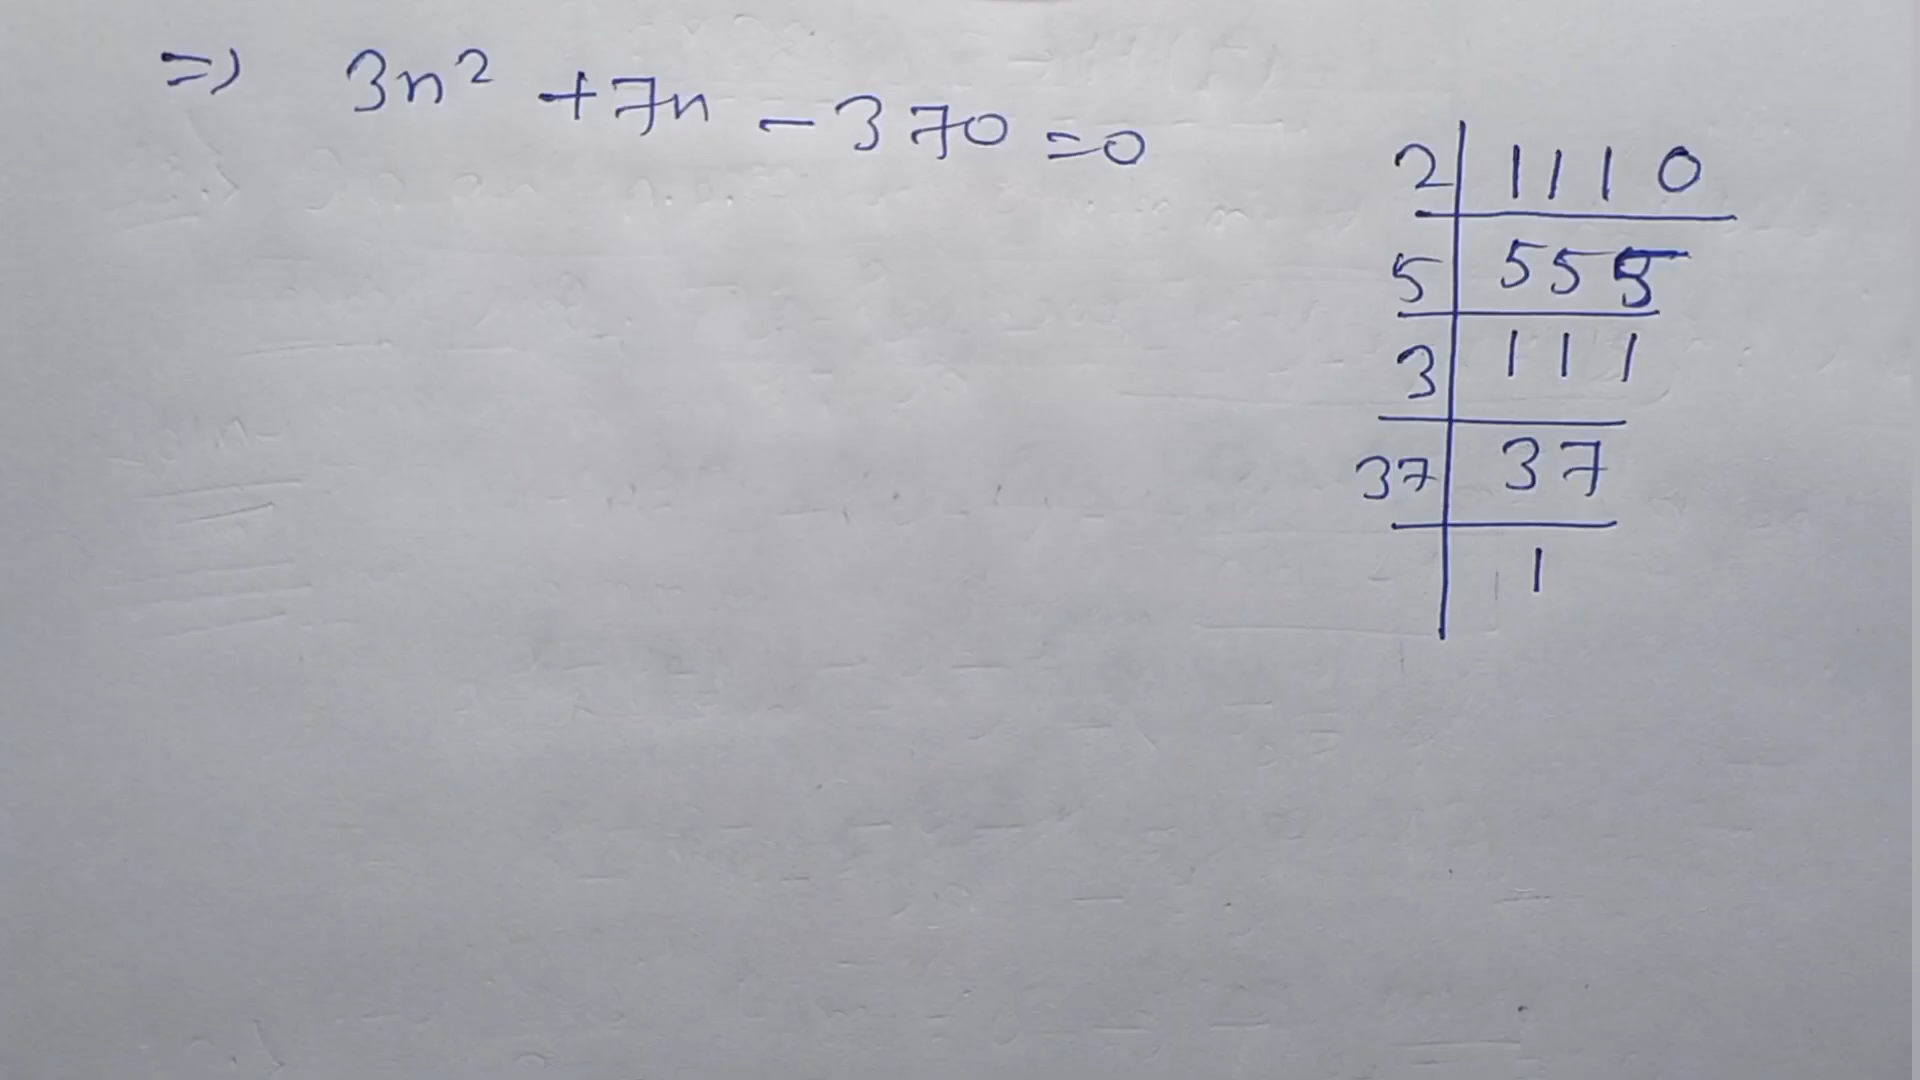 ⇒ 3n² + 7n - 370 = 0
2 | 1110
5 | 555
3 | 111
37 | 37
| 1